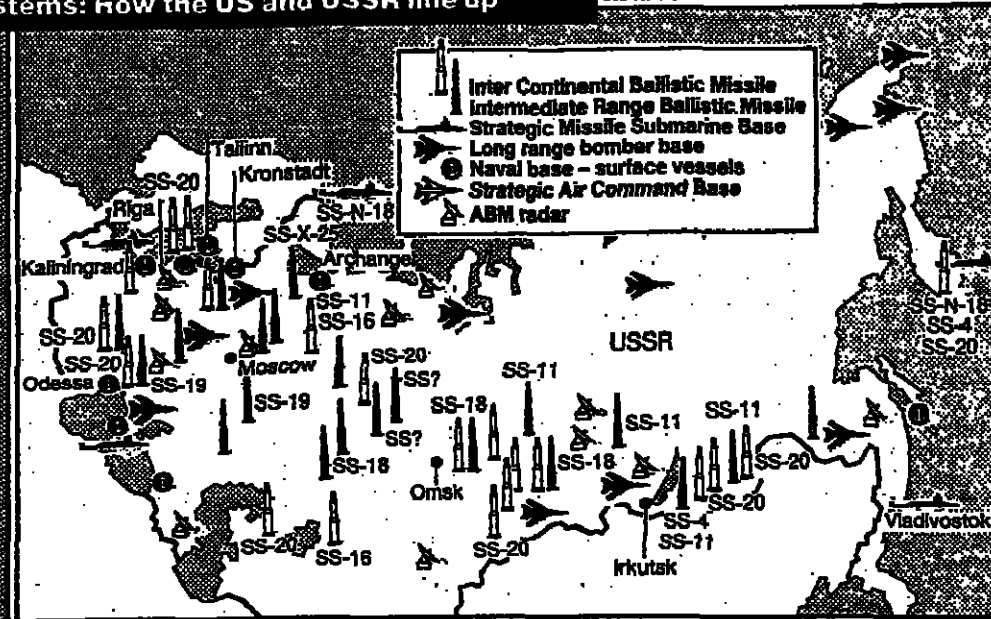 stems: How the US and USSR line up
Inter Continental Ballistic Missile
Intermediate Range Ballistic Missile
Strategic Missile Submarine Base
Long range bomber base
Naval base – surface vessels
Strategic Air Command Base
ABM radar
Tallinn
Kronstadt
SS-20
Riga
SS-N-18
SS-X-25
Archangel
Kaliningrad
SS-11
SS-16
SS-N-18
SS-4
SS-20
SS-20
SS-20
Moscow
USSR
SS-20
SS?
SS-11
Odessa
SS-19
SS-19
SS?
SS-18
SS-11
SS-11
SS-18
SS-18
SS-20
Omsk
SS-20
SS-20
SS-16
SS-20
SS-4
SS-11
Vladivostok
Irkutsk